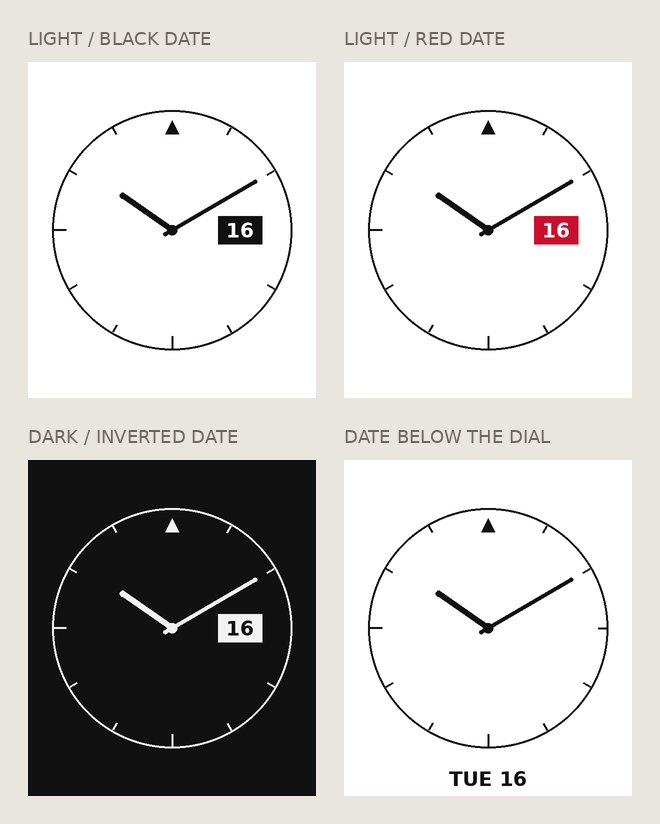 LIGHT / BLACK DATE
LIGHT / RED DATE
16
16
DARK / INVERTED DATE
DATE BELOW THE DIAL
16
TUE 16